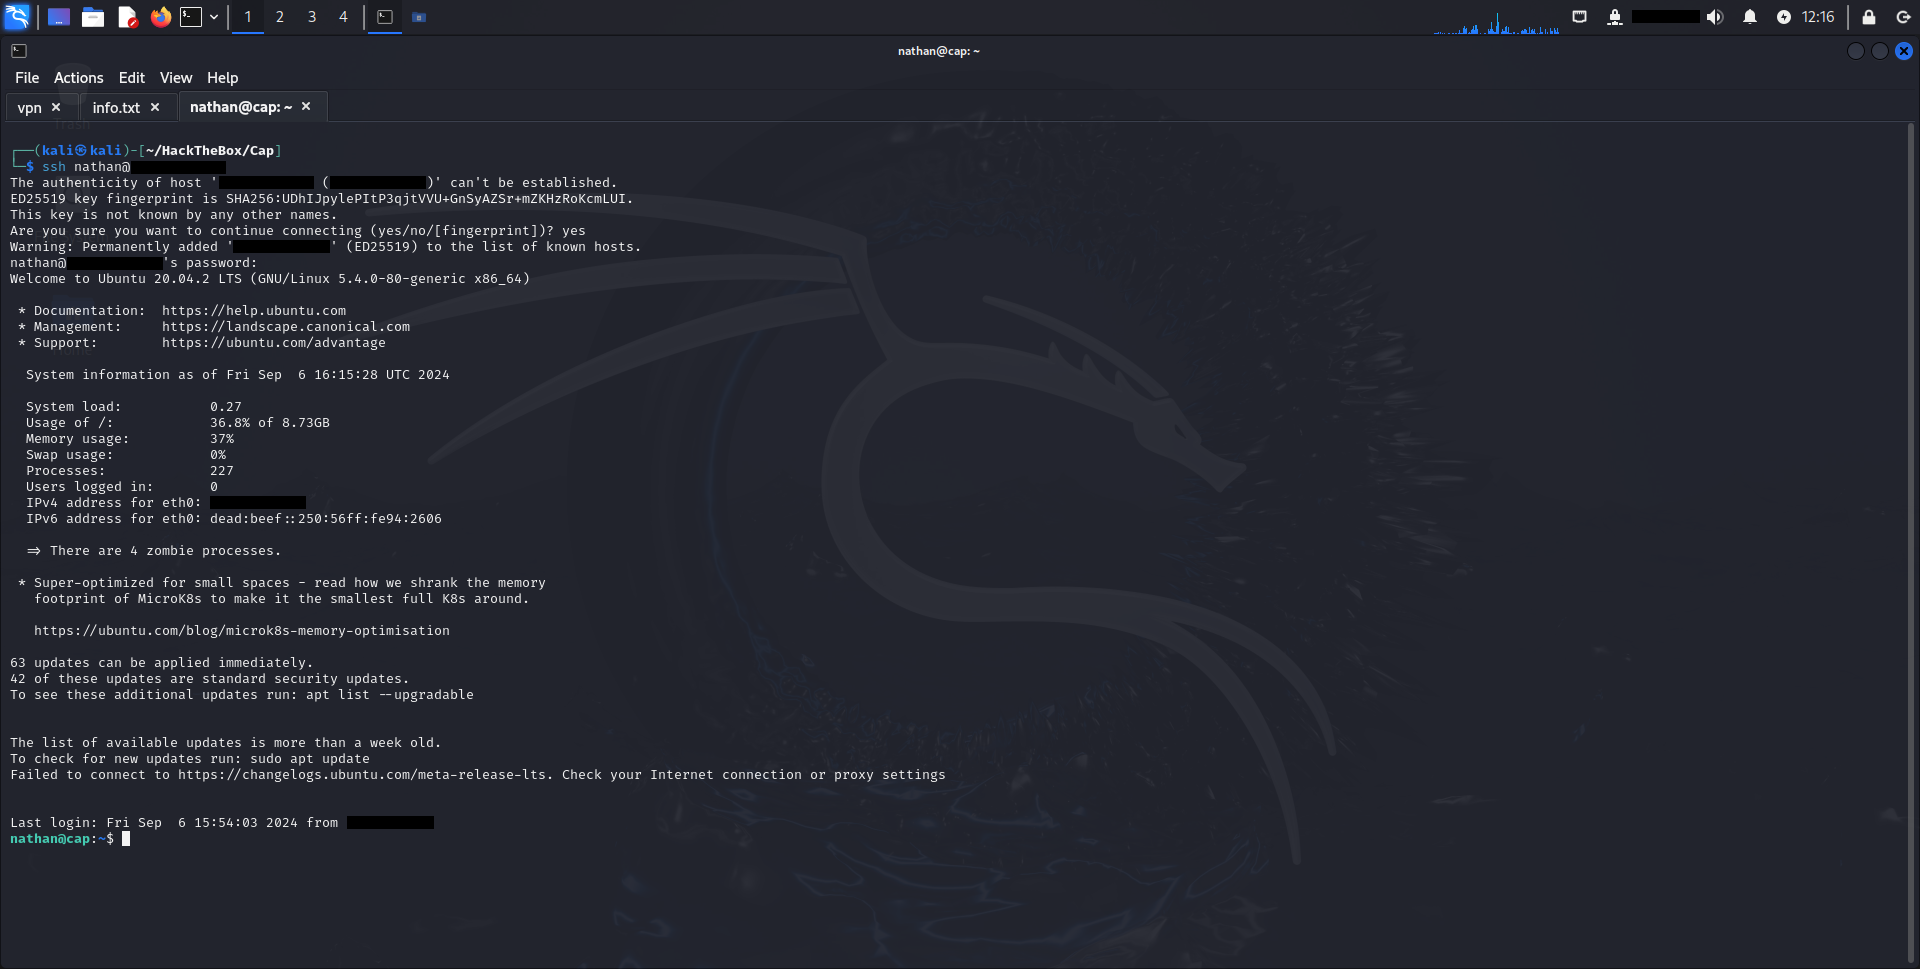 1 2 3 4
12:16
nathan@cap: ~
File Actions Edit View Help
vpn × info.txt × nathan@cap: ~ ×
Trash
┌──(kali㉿kali)-[~/HackTheBox/Cap]
└─$ ssh nathan@
The authenticity of host ' ( )' can't be established.
ED25519 key fingerprint is SHA256:UDhIJpylePItP3qjtVVU+GnSyAZSr+mZKHzRoKcmLUI.
This key is not known by any other names.
Are you sure you want to continue connecting (yes/no/[fingerprint])? yes
Warning: Permanently added ' ' (ED25519) to the list of known hosts.
nathan@ 's password:
Welcome to Ubuntu 20.04.2 LTS (GNU/Linux 5.4.0-80-generic x86_64)
* Documentation: https://help.ubuntu.com
* Management: https://landscape.canonical.com
* Support: https://ubuntu.com/advantage
Home
System information as of Fri Sep 6 16:15:28 UTC 2024
System load: 0.27
Usage of /: 36.8% of 8.73GB
Memory usage: 37%
Swap usage: 0%
Processes: 227
Users logged in: 0
IPv4 address for eth0:
IPv6 address for eth0: dead:beef::250:56ff:fe94:2606
=> There are 4 zombie processes.
* Super-optimized for small spaces - read how we shrank the memory
footprint of MicroK8s to make it the smallest full K8s around.
https://ubuntu.com/blog/microk8s-memory-optimisation
63 updates can be applied immediately.
42 of these updates are standard security updates.
To see these additional updates run: apt list --upgradable
The list of available updates is more than a week old.
To check for new updates run: sudo apt update
Failed to connect to https://changelogs.ubuntu.com/meta-release-lts. Check your Internet connection or proxy settings
Last login: Fri Sep 6 15:54:03 2024 from
nathan@cap:~$